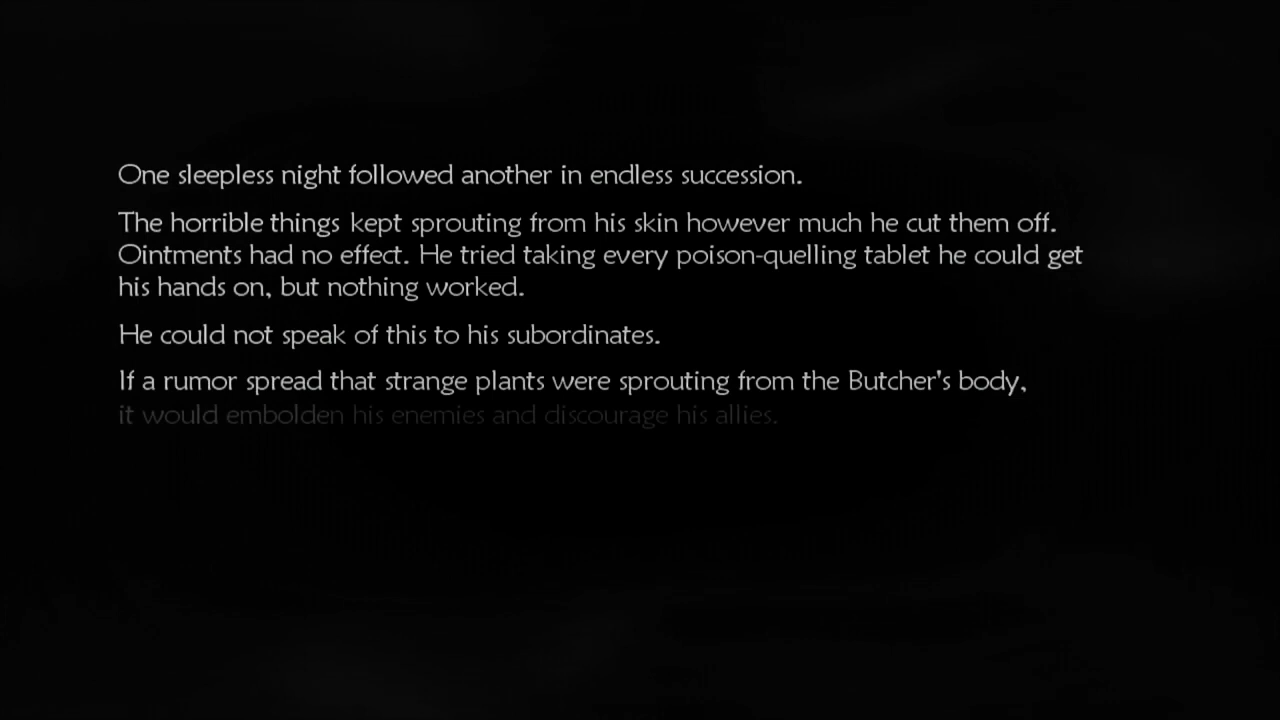 One sleepless night followed another in endless succession.
The horrible things kept sprouting from his skin however much he cut them off.
Ointments had no effect. He tried taking every poison-quelling tablet he could get
his hands on, but nothing worked.
He could not speak of this to his subordinates.
If a rumor spread that strange plants were sprouting from the Butcher's body,
it would embolden his enemies and discourage his allies.